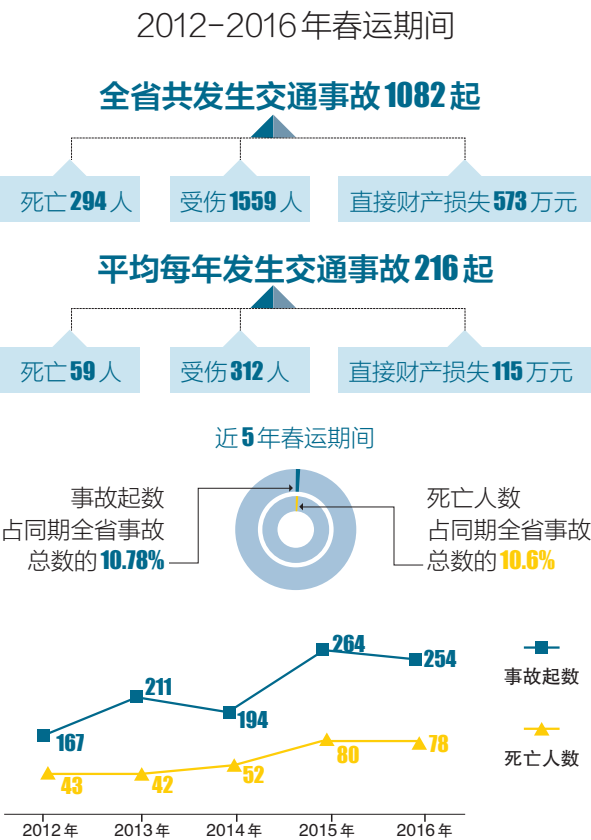 2012-2016年春运期间
全省共发生交通事故1082起
死亡294人
受伤1559人
直接财产损失573万元
平均每年发生交通事故216起
死亡59人
受伤312人
直接财产损失115万元
近5年春运期间
事故起数
占同期全省事故
总数的10.78%
死亡人数
占同期全省事故
总数的10.6%
264
254
211
194
167
事故起数
80
78
52
43
42
死亡人数
2012年
2013年
2014年
2015年
2016年